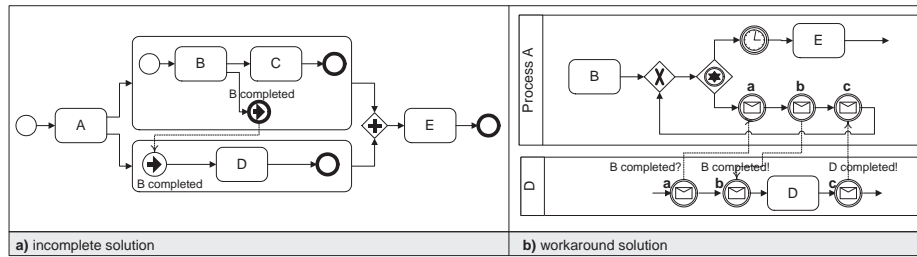 A
B
C
B completed
B completed
D
E
a) incomplete solution
Process A
B
E
a b c
B completed? B completed! D completed!
D
a b D c
b) workaround solution